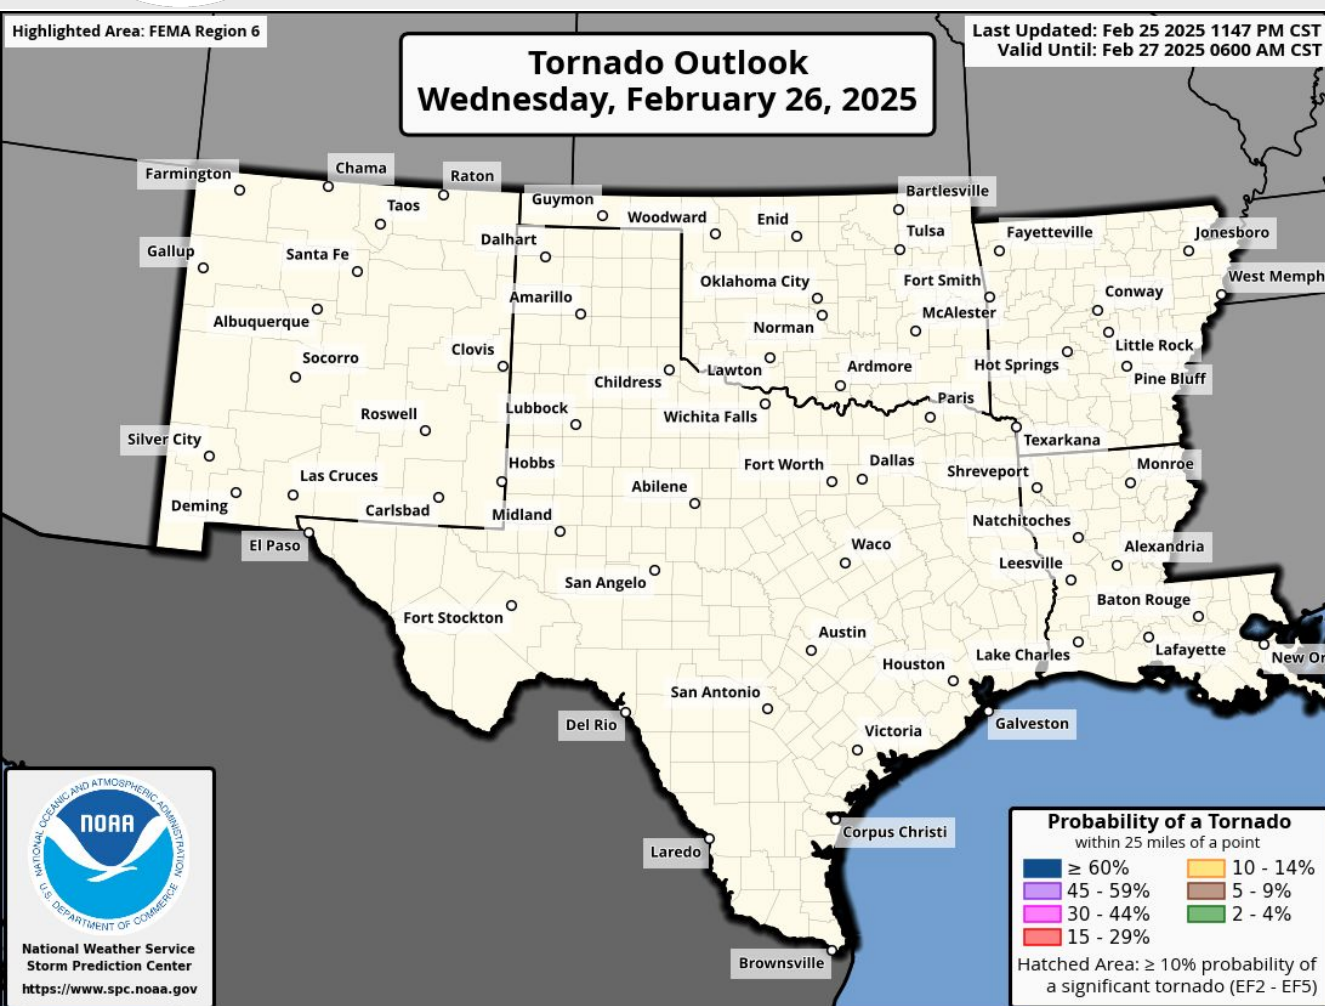 Highlighted Area: FEMA Region 6
Last Updated: Feb 25 2025 1147 PM CST
Valid Until: Feb 27 2025 0600 AM CST
Tornado Outlook
Wednesday, February 26, 2025
Farmington
Chama
Raton
Taos
Guymon
Woodward
Enid
Bartlesville
Tulsa
Fayetteville
Jonesboro
Gallup
Santa Fe
Dalhart
Oklahoma City
Fort Smith
West Memph
Amarillo
Conway
Albuquerque
Norman
McAlester
Little Rock
Socorro
Clovis
Childress
Lawton
Ardmore
Hot Springs
Pine Bluff
Roswell
Lubbock
Wichita Falls
Paris
Silver City
Texarkana
Las Cruces
Hobbs
Fort Worth
Dallas
Shreveport
Monroe
Deming
Carlsbad
Midland
Abilene
Natchitoches
El Paso
Waco
Leesville
Alexandria
San Angelo
Baton Rouge
Fort Stockton
Austin
Houston
Lake Charles
Lafayette
New Or
San Antonio
Del Rio
Victoria
Galveston
Corpus Christi
Laredo
Brownsville
NATIONAL OCEANIC AND ATMOSPHERIC ADMINISTRATION
NOAA
U.S. DEPARTMENT OF COMMERCE
National Weather Service
Storm Prediction Center
https://www.spc.noaa.gov
Probability of a Tornado
within 25 miles of a point
≥ 60%
45 - 59%
30 - 44%
15 - 29%
10 - 14%
5 - 9%
2 - 4%
Hatched Area: ≥ 10% probability of
a significant tornado (EF2 - EF5)